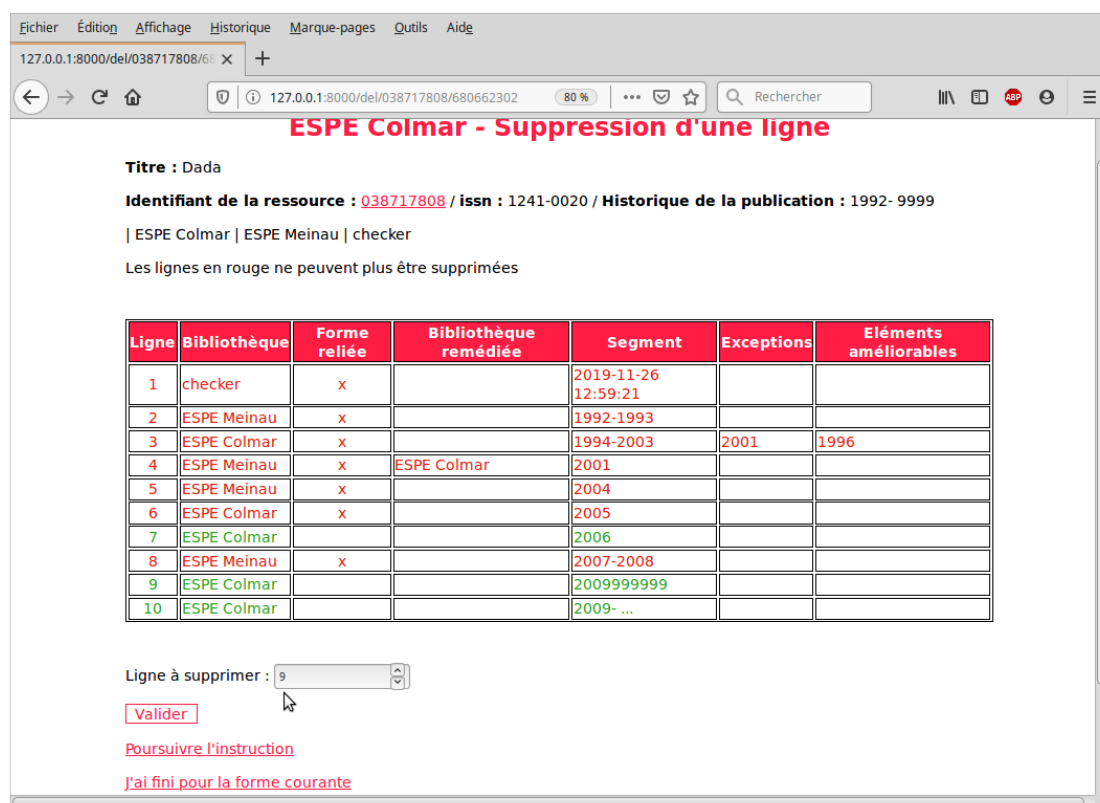 Fichier Édition Affichage Historique Marque-pages Outils Aide
127.0.0.1:8000/del/038717808/68
127.0.0.1:8000/del/038717808/680662302 80 % Rechercher ABP
ESPE Colmar - Suppression d'une ligne
Titre : Dada
Identifiant de la ressource : 038717808 / issn : 1241-0020 / Historique de la publication : 1992- 9999
| ESPE Colmar | ESPE Meinau | checker
Les lignes en rouge ne peuvent plus être supprimées
Ligne Bibliothèque Forme reliée Bibliothèque remédiée Segment Exceptions Eléments améliorables
1 checker x 2019-11-26 12:59:21
2 ESPE Meinau x 1992-1993
3 ESPE Colmar x 1994-2003 2001 1996
4 ESPE Meinau x ESPE Colmar 2001
5 ESPE Meinau x 2004
6 ESPE Colmar x 2005
7 ESPE Colmar 2006
8 ESPE Meinau x 2007-2008
9 ESPE Colmar 2009999999
10 ESPE Colmar 2009- ...
Ligne à supprimer : 9
Valider
Poursuivre l'instruction
J'ai fini pour la forme courante